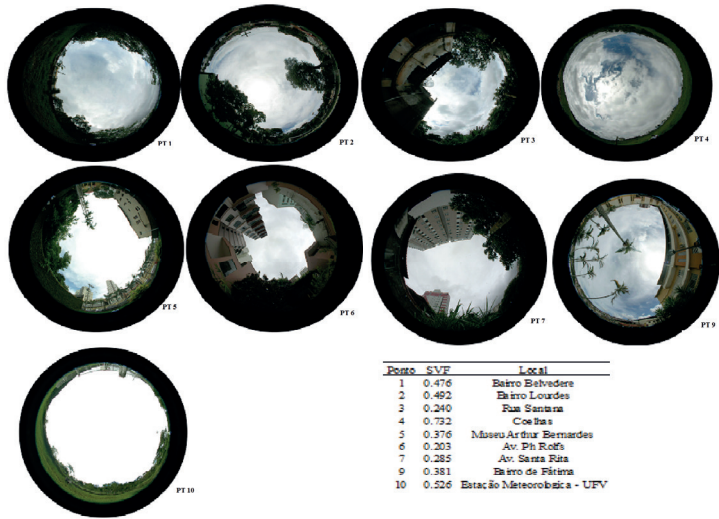 PT 1
PT 2
PT 3
PT 4
PT 5
PT 6
PT 7
PT 9
PT 10
Ponto SVF Local
1 0.476 Bairro Belvedere
2 0.492 Bairro Lourdes
3 0.240 Rua Santana
4 0.732 Coelhas
5 0.376 Museu Arthur Bernardes
6 0.203 Av. Ph Rolfs
7 0.285 Av. Santa Rita
9 0.381 Bairro de Fátima
10 0.526 Estação Meteorologica - UFV